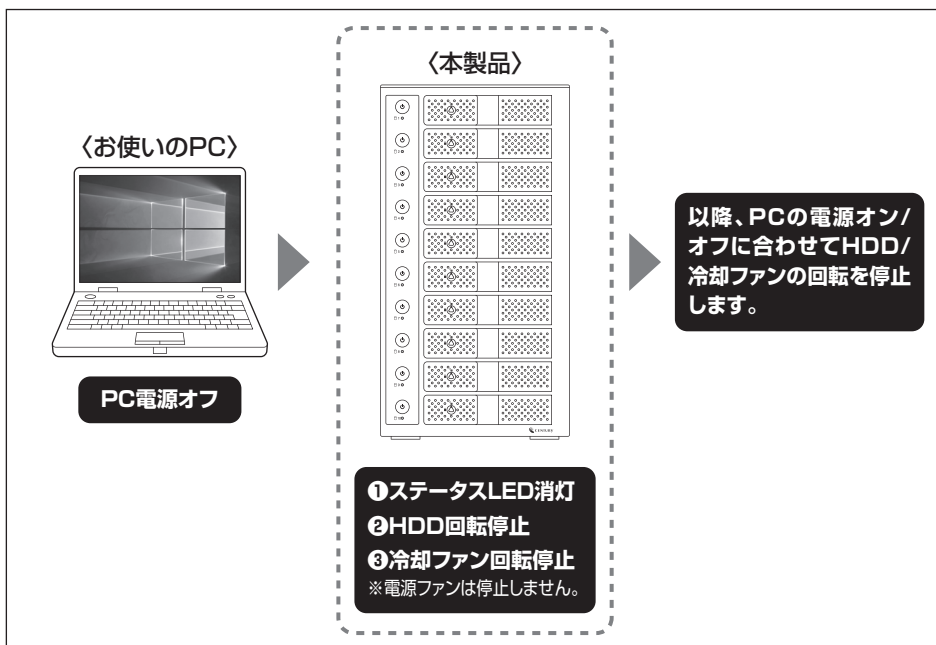 〈お使いのPC〉
PC電源オフ
〈本製品〉
CENTURY
❶ステータスLED消灯
❷HDD回転停止
❸冷却ファン回転停止
※電源ファンは停止しません。
以降、PCの電源オン/
オフに合わせてHDD/
冷却ファンの回転を停止
します。